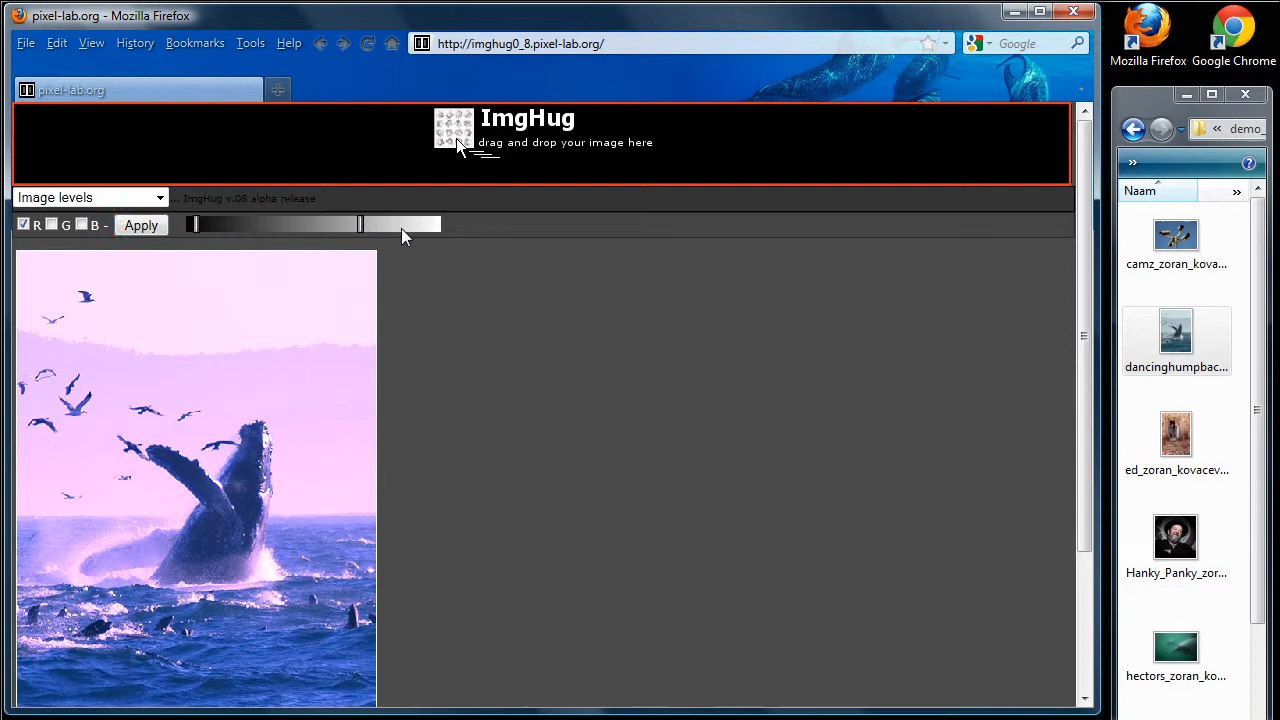 pixel-lab.org - Mozilla Firefox
File Edit View History Bookmarks Tools Help
http://imghug0_8.pixel-lab.org/
Google
pixel-lab.org
ImgHug
drag and drop your image here
Image levels
... ImgHug v.08 alpha release
R G B - Apply
Mozilla Firefox
Google Chrome
« demo_
»
Naam »
camz_zoran_kova...
dancinghumpbac...
ed_zoran_kovacev...
Hanky_Panky_zor...
hectors_zoran_ko...